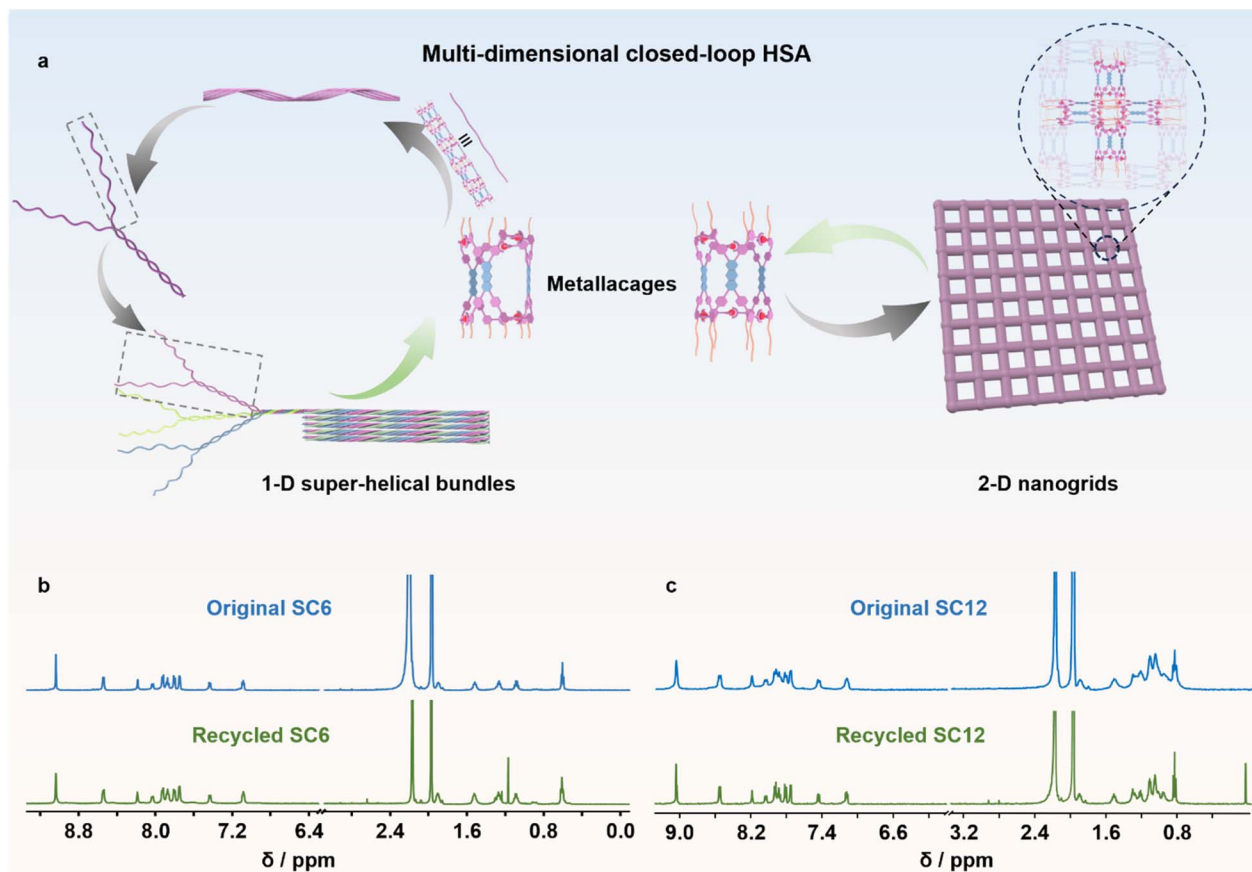 a
Multi-dimensional closed-loop HSA
Metallacages
1-D super-helical bundles
2-D nanogrids
b
Original SC6
Recycled SC6
8.8 8.0 7.2 6.4 2.4 1.6 0.8 0.0
δ / ppm
c
Original SC12
Recycled SC12
9.0 8.2 7.4 6.6 3.2 2.4 1.6 0.8
δ / ppm